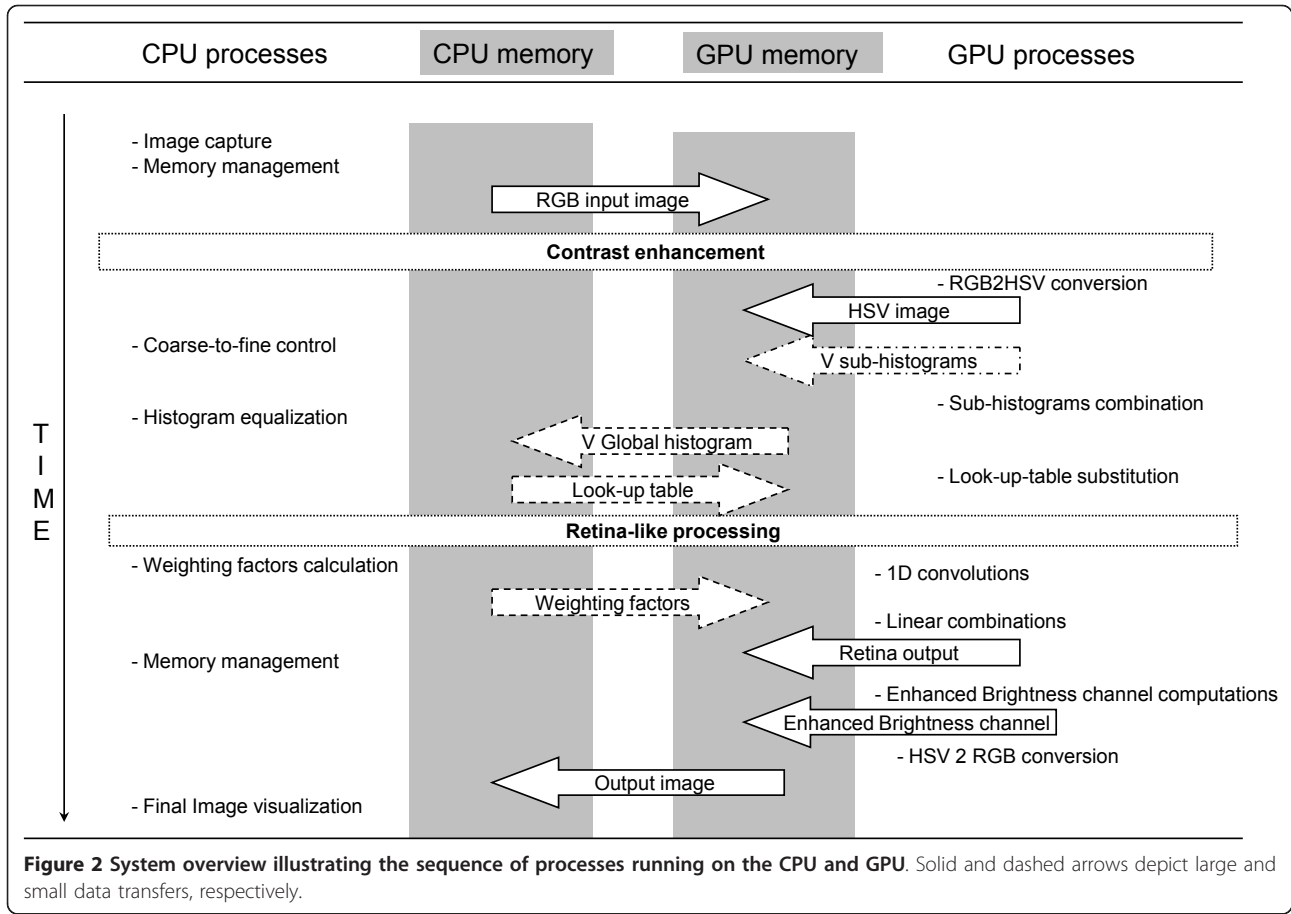 CPU processes CPU memory GPU memory GPU processes
- Image capture
- Memory management
RGB input image
Contrast enhancement
- RGB2HSV conversion
HSV image
- Coarse-to-fine control
V sub-histograms
- Sub-histograms combination
- Histogram equalization
V Global histogram
- Look-up-table substitution
Look-up table
T
I
M
E
Retina-like processing
- Weighting factors calculation
- 1D convolutions
Weighting factors
- Linear combinations
Retina output
- Memory management
- Enhanced Brightness channel computations
Enhanced Brightness channel
- HSV 2 RGB conversion
Output image
- Final Image visualization
Figure 2 System overview illustrating the sequence of processes running on the CPU and GPU. Solid and dashed arrows depict large and
small data transfers, respectively.